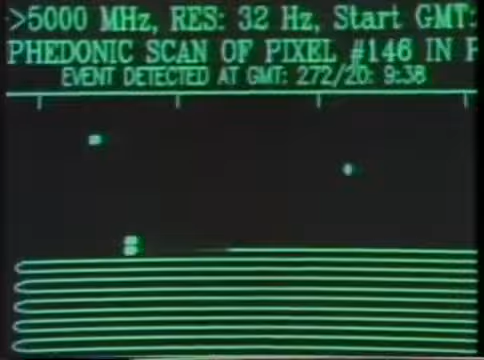 >5000 MHz, RES: 32 Hz, Start GMT:
PHEDONIC SCAN OF PIXEL #146 IN
EVENT DETECTED AT GMT: 272/20: 9:38